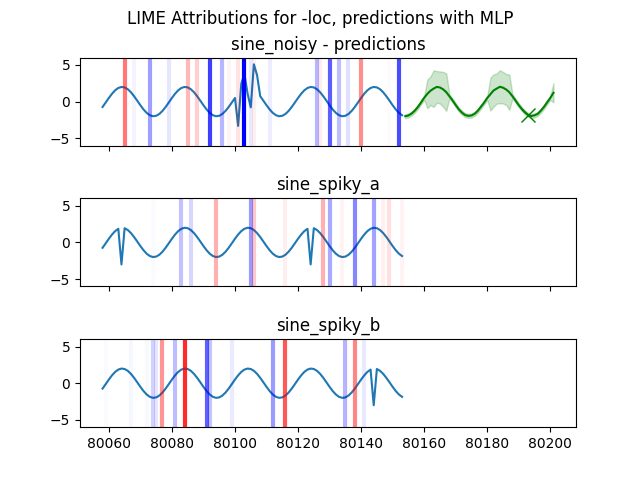 LIME Attributions for -loc, predictions with MLP
sine_noisy - predictions
5
0
−5
sine_spiky_a
5
0
−5
sine_spiky_b
5
0
−5
80060 80080 80100 80120 80140 80160 80180 80200